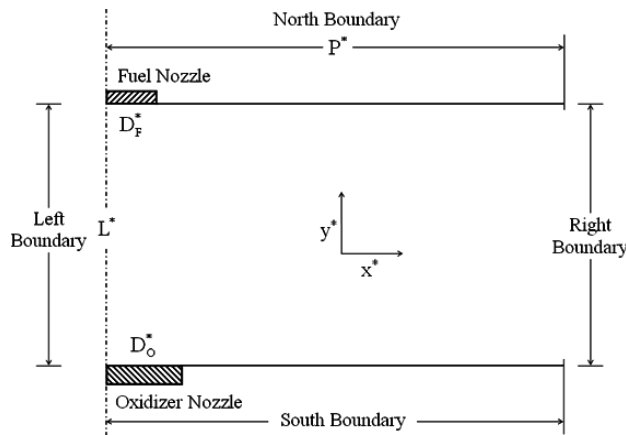 North Boundary
P*
Fuel Nozzle
D*F
Left
Boundary
L*
y*
x*
Right
Boundary
D*O
Oxidizer Nozzle
South Boundary